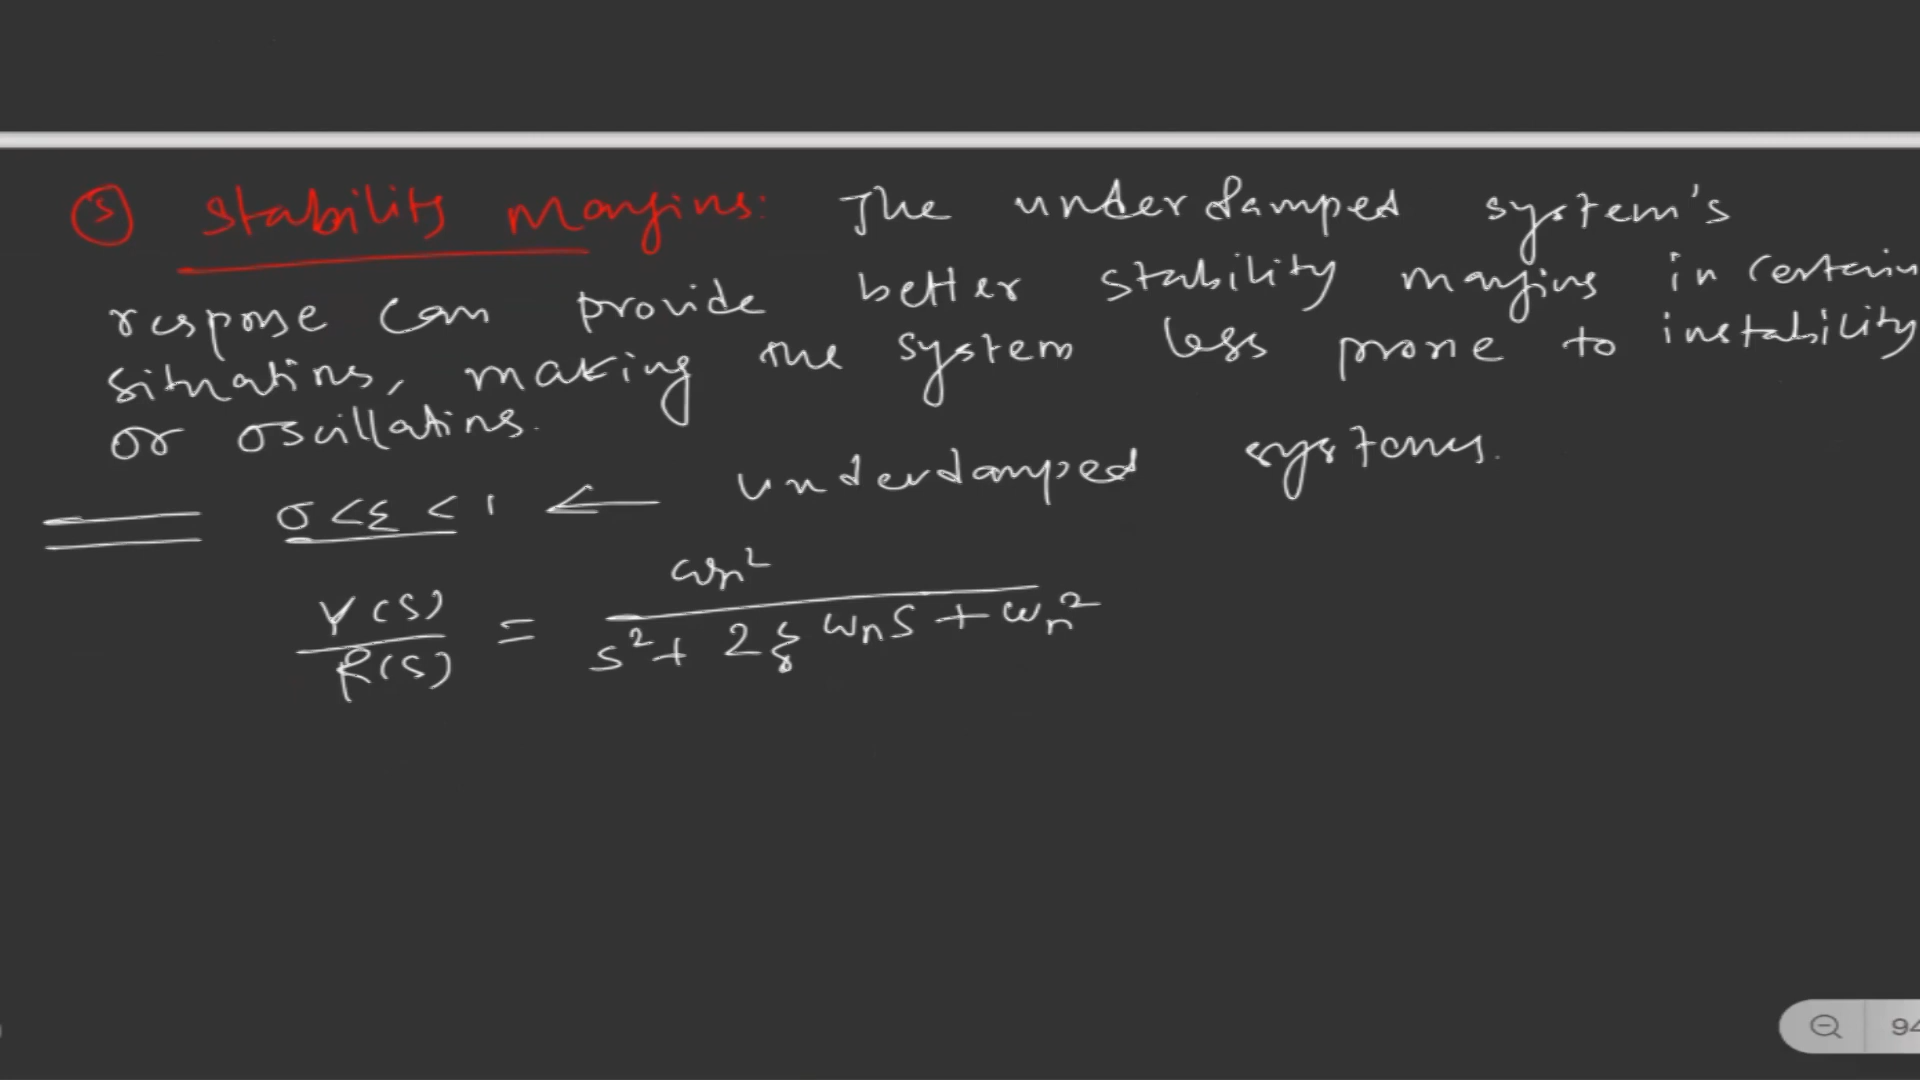 ⑤ Stability Margins: The underdamped system's
response can provide better stability margins in certain
situations, making the system less prone to instability
or oscillations.
0 < ξ < 1 ← underdamped systems.
Y(s)/R(s) = ωn²/(s² + 2ξωns + ωn²)
94